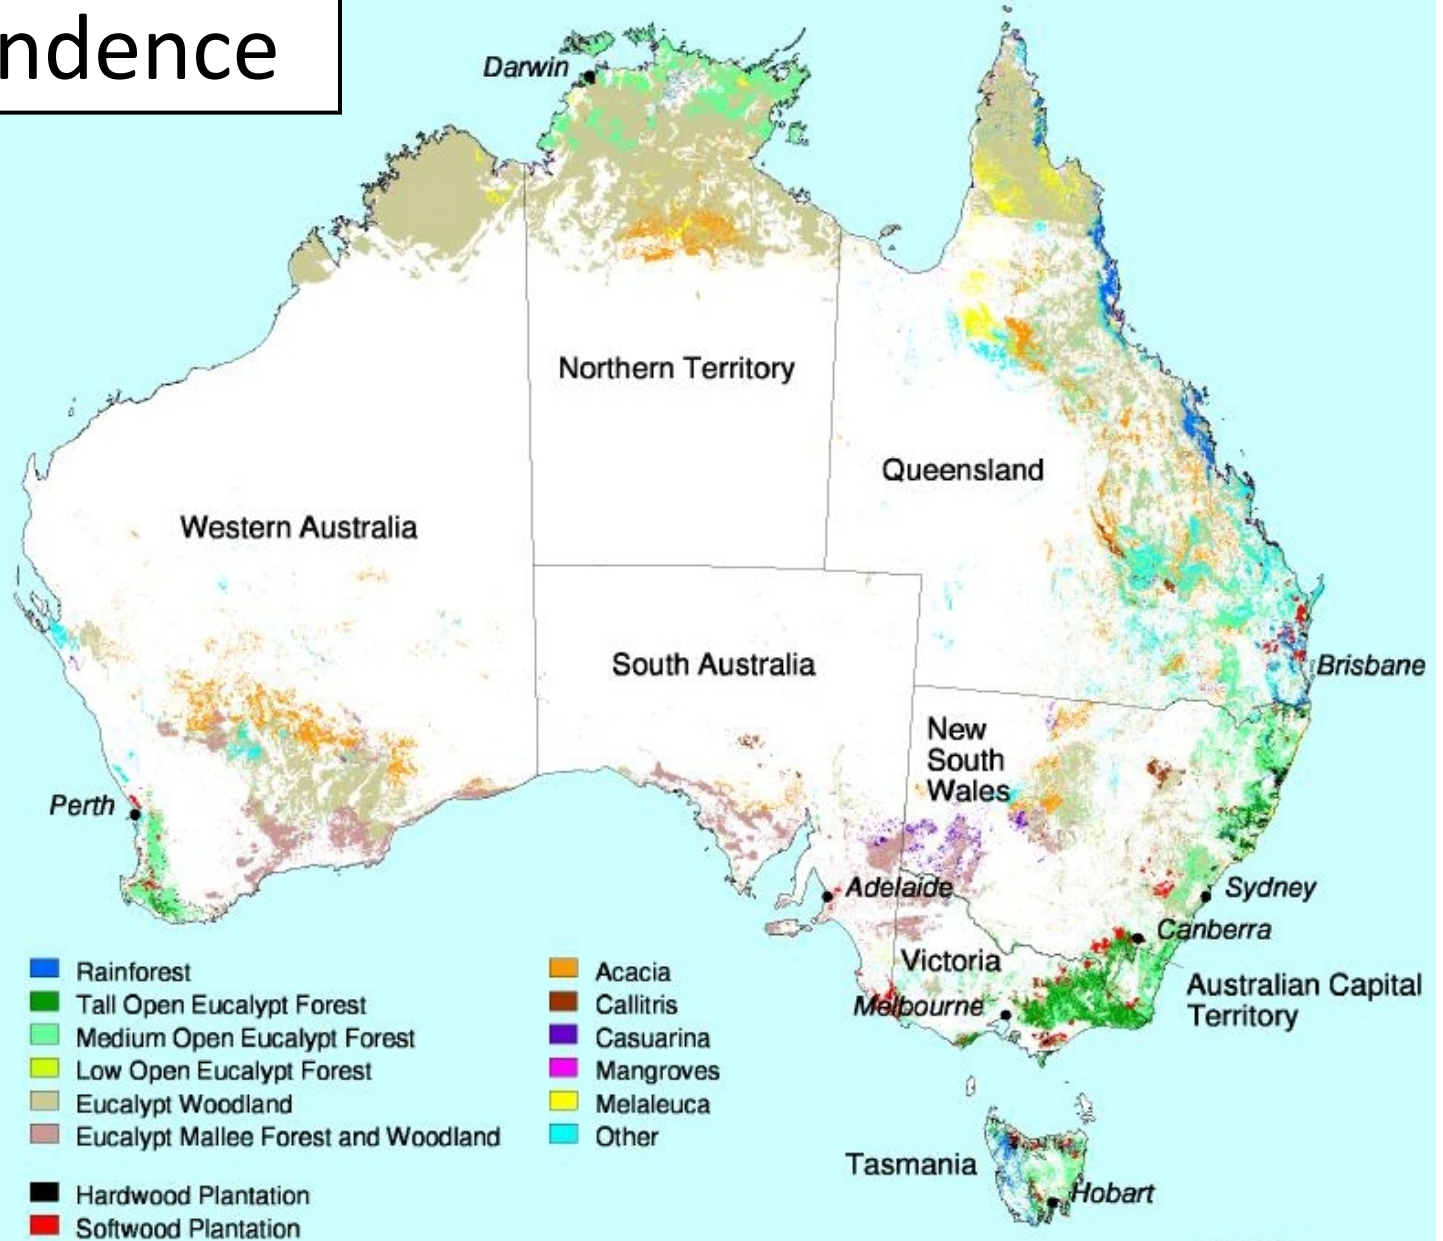 ndence
Darwin
Northern Territory
Queensland
Western Australia
South Australia
Brisbane
New
South
Wales
Perth
Adelaide
Sydney
Canberra
Victoria
Melbourne
Australian Capital
Territory
Tasmania
Hobart
Rainforest
Tall Open Eucalypt Forest
Medium Open Eucalypt Forest
Low Open Eucalypt Forest
Eucalypt Woodland
Eucalypt Mallee Forest and Woodland
Hardwood Plantation
Softwood Plantation
Acacia
Callitris
Casuarina
Mangroves
Melaleuca
Other